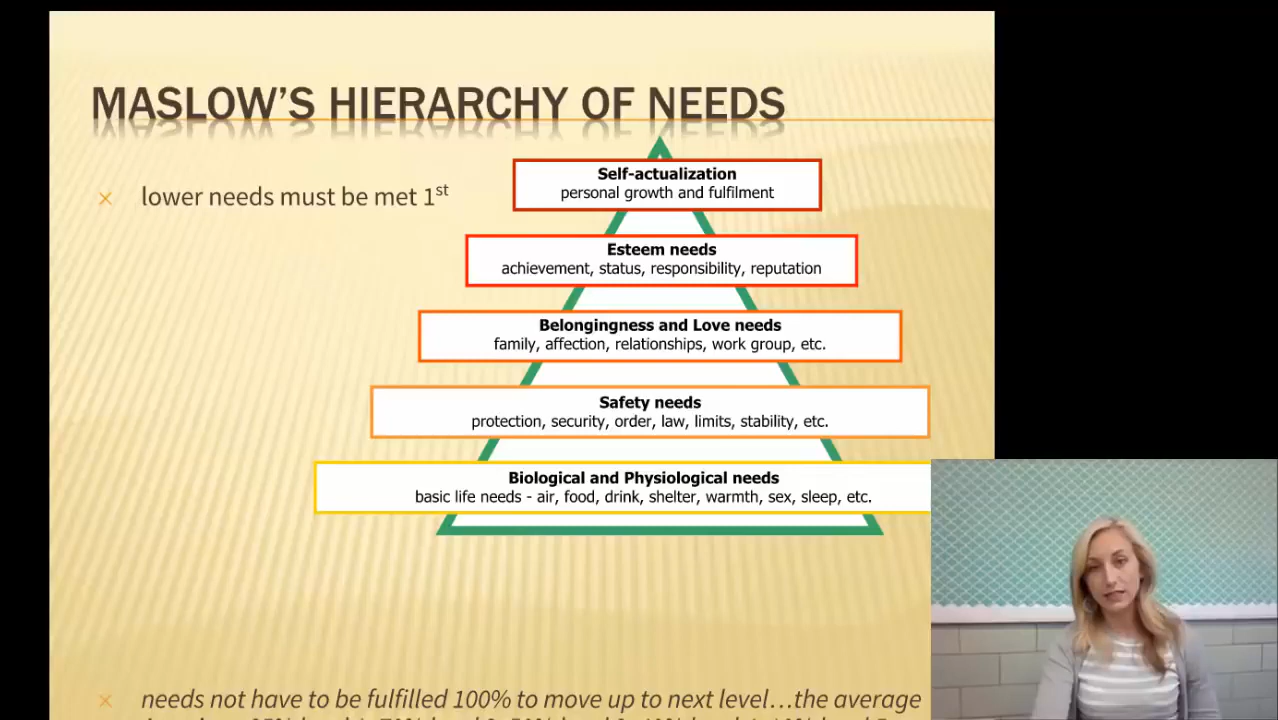 MASLOW'S HIERARCHY OF NEEDS
× lower needs must be met 1st
Self-actualization
personal growth and fulfilment
Esteem needs
achievement, status, responsibility, reputation
Belongingness and Love needs
family, affection, relationships, work group, etc.
Safety needs
protection, security, order, law, limits, stability, etc.
Biological and Physiological needs
basic life needs - air, food, drink, shelter, warmth, sex, sleep, etc.
× needs not have to be fulfilled 100% to move up to next level…the average